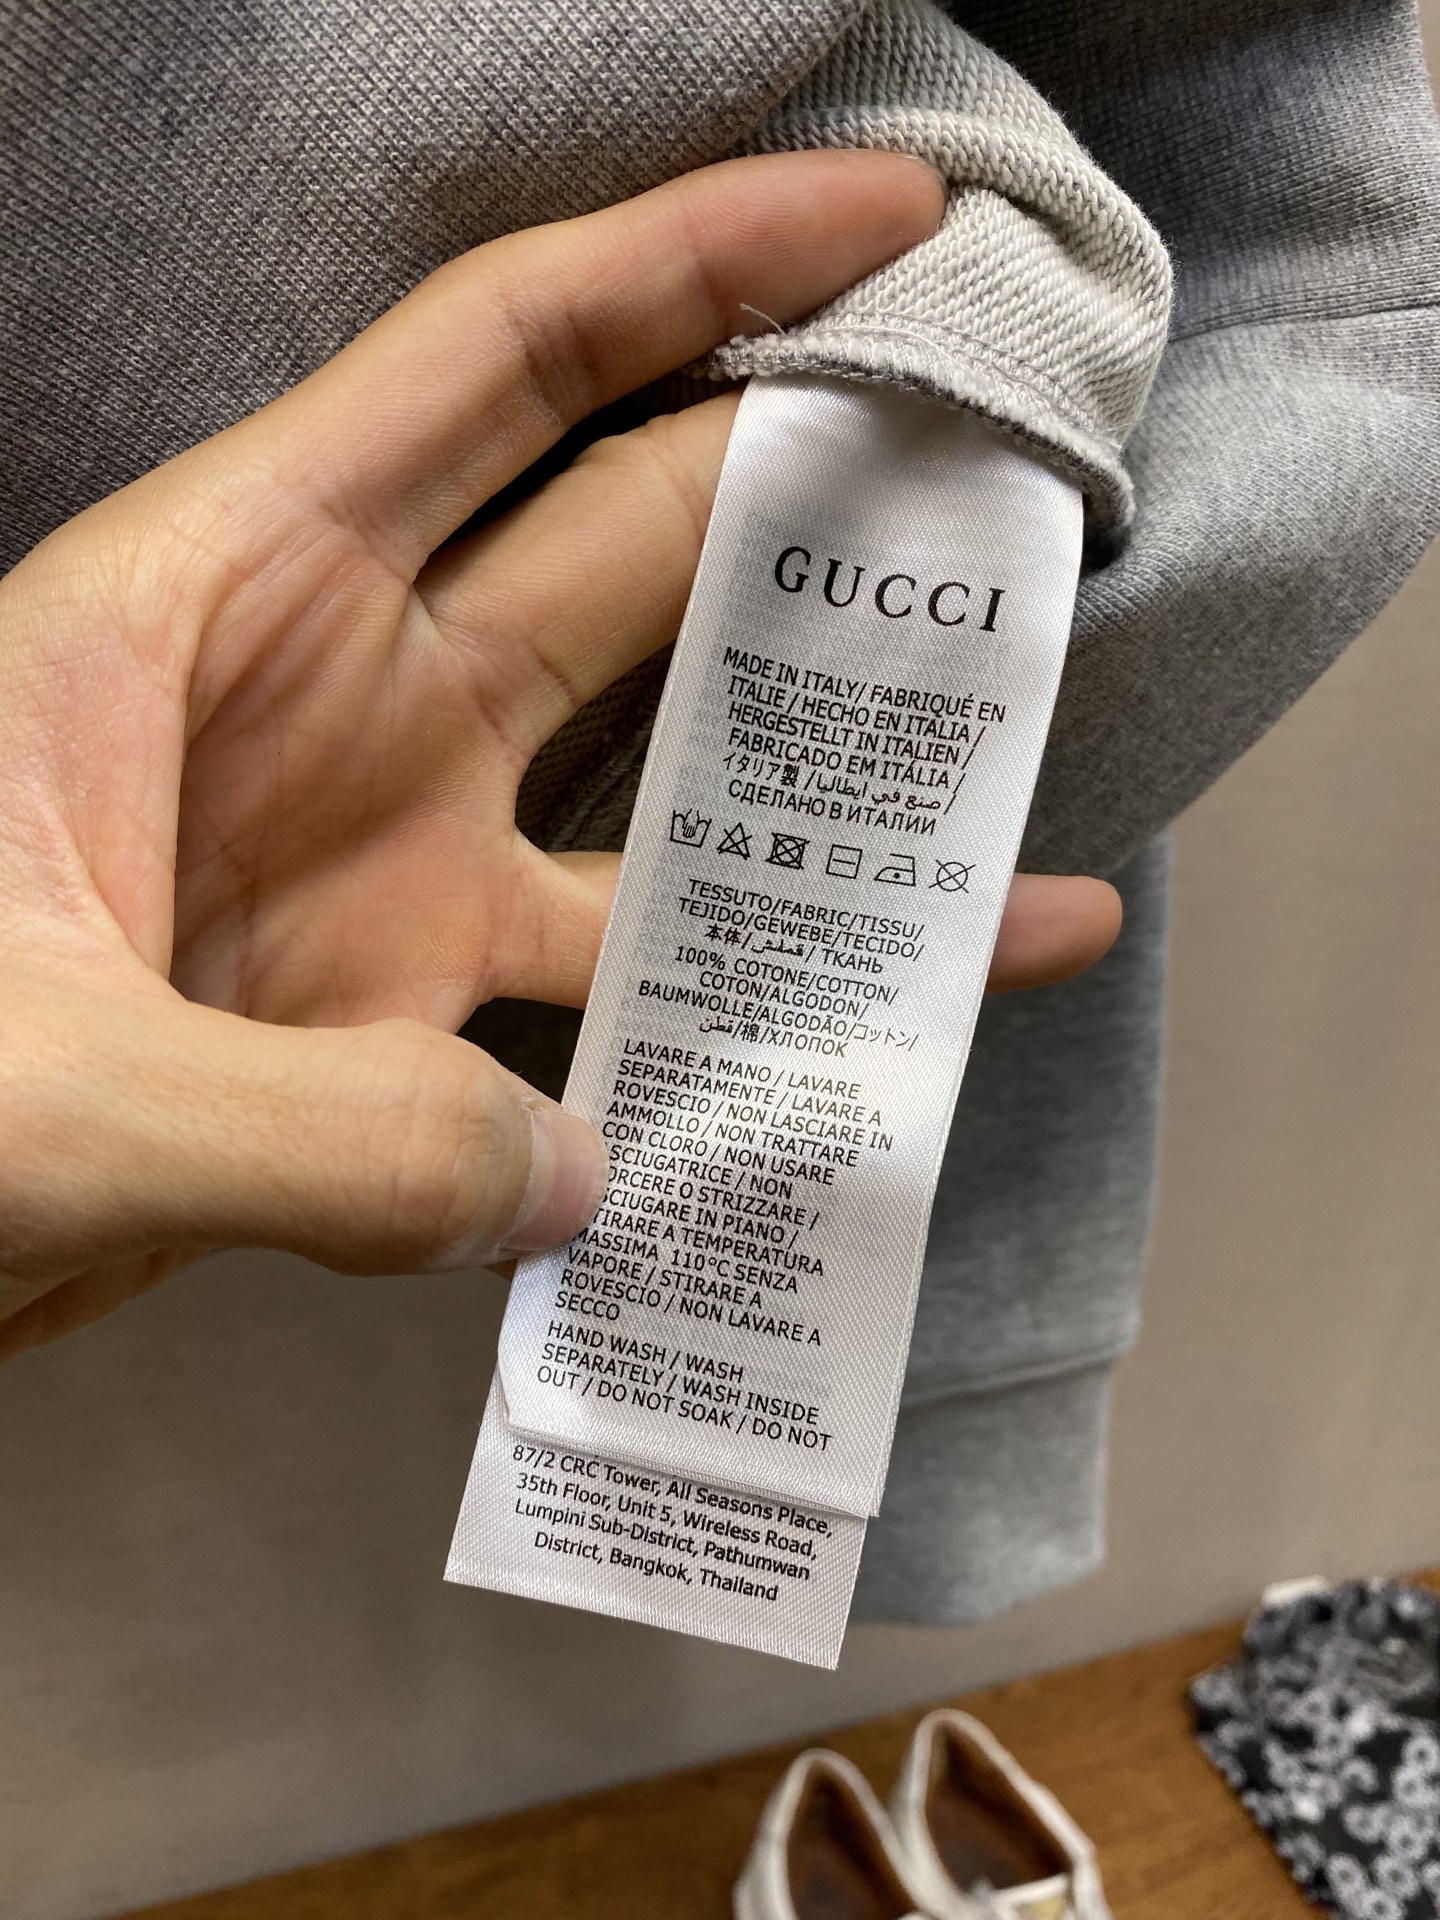 GUCCI
MADE IN ITALY/ FABRIQUÉ EN
ITALIE / HECHO EN ITALIA /
HERGESTELLT IN ITALIEN /
FABRICADO EM ITÁLIA /
イタリア製 / صنع في ايطاليا /
СДЕЛАНО В ИТАЛИИ
TESSUTO/FABRIC/TISSU/
TEJIDO/GEWEBE/TECIDO/
本体/قماش/ ТКАНЬ
100% COTONE/COTTON/
COTON/ALGODON/
BAUMWOLLE/ALGODÃO/コットン/
قطن/棉/ХЛОПОК
LAVARE A MANO / LAVARE
SEPARATAMENTE / LAVARE A
ROVESCIO / NON LASCIARE IN
AMMOLLO / NON TRATTARE
CON CLORO / NON USARE
SCIUGATRICE / NON
ORCERE O STRIZZARE /
SCIUGARE IN PIANO /
TIRARE A TEMPERATURA
MASSIMA 110°C SENZA
VAPORE / STIRARE A
ROVESCIO / NON LAVARE A
SECCO
HAND WASH / WASH
SEPARATELY / WASH INSIDE
OUT / DO NOT SOAK / DO NOT
87/2 CRC Tower, All Seasons Place,
35th Floor, Unit 5, Wireless Road,
Lumpini Sub-District, Pathumwan
District, Bangkok, Thailand